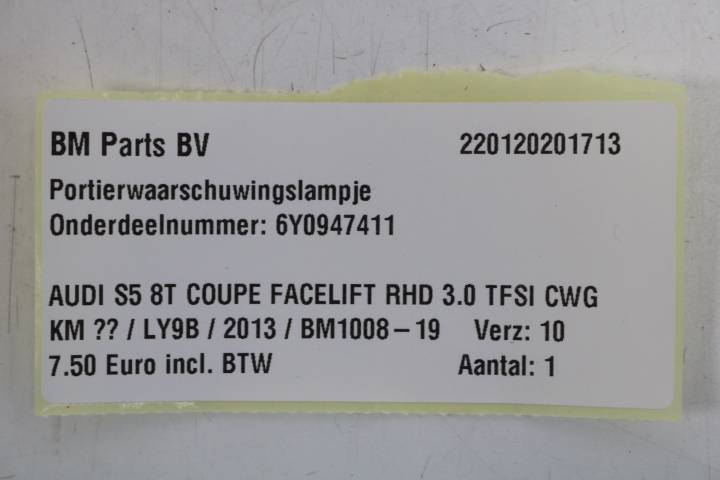 BM Parts BV 220120201713
Portierwaarschuwingslampje
Onderdeelnummer: 6Y0947411
AUDI S5 8T COUPE FACELIFT RHD 3.0 TFSI CWG
KM ?? / LY9B / 2013 / BM1008-19 Verz: 10
7.50 Euro incl. BTW Aantal: 1